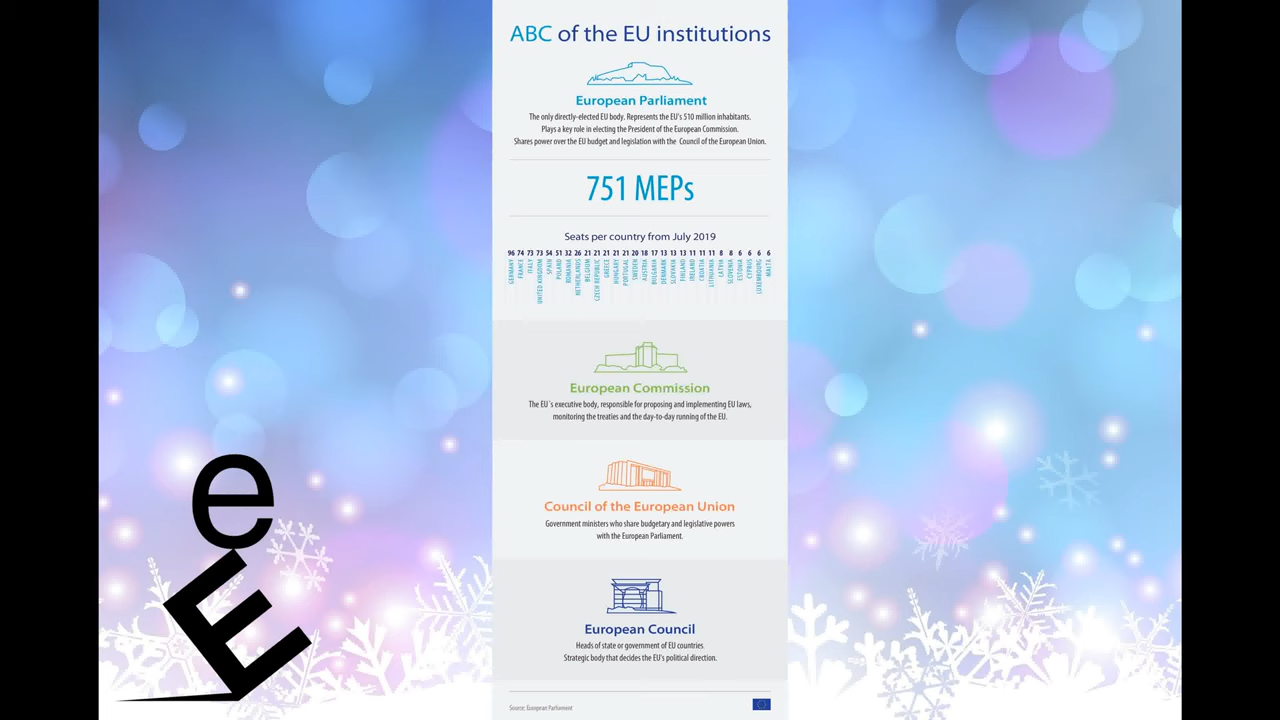 ABC of the EU institutions
European Parliament
The only directly-elected EU body. Represents the EU's 510 million inhabitants.
Plays a key role in electing the President of the European Commission.
Shares power over the EU budget and legislation with the Council of the European Union.
751 MEPs
Seats per country from July 2019
96 74 73 73 54 51 32 26 21 21 21 21 21 20 18 17 13 13 13 11 11 11 8 8 6 6 6 6
GERMANY FRANCE ITALY UNITED KINGDOM SPAIN POLAND ROMANIA NETHERLANDS BELGIUM CZECH REPUBLIC GREECE HUNGARY PORTUGAL SWEDEN AUSTRIA BULGARIA DENMARK SLOVAKIA FINLAND IRELAND CROATIA LITHUANIA LATVIA SLOVENIA ESTONIA CYPRUS LUXEMBOURG MALTA
European Commission
The EU´s executive body, responsible for proposing and implementing EU laws,
monitoring the treaties and the day-to-day running of the EU.
e
E
Council of the European Union
Government ministers who share budgetary and legislative powers
with the European Parliament.
European Council
Heads of state or government of EU countries.
Strategic body that decides the EU's political direction.
Source: European Parliament